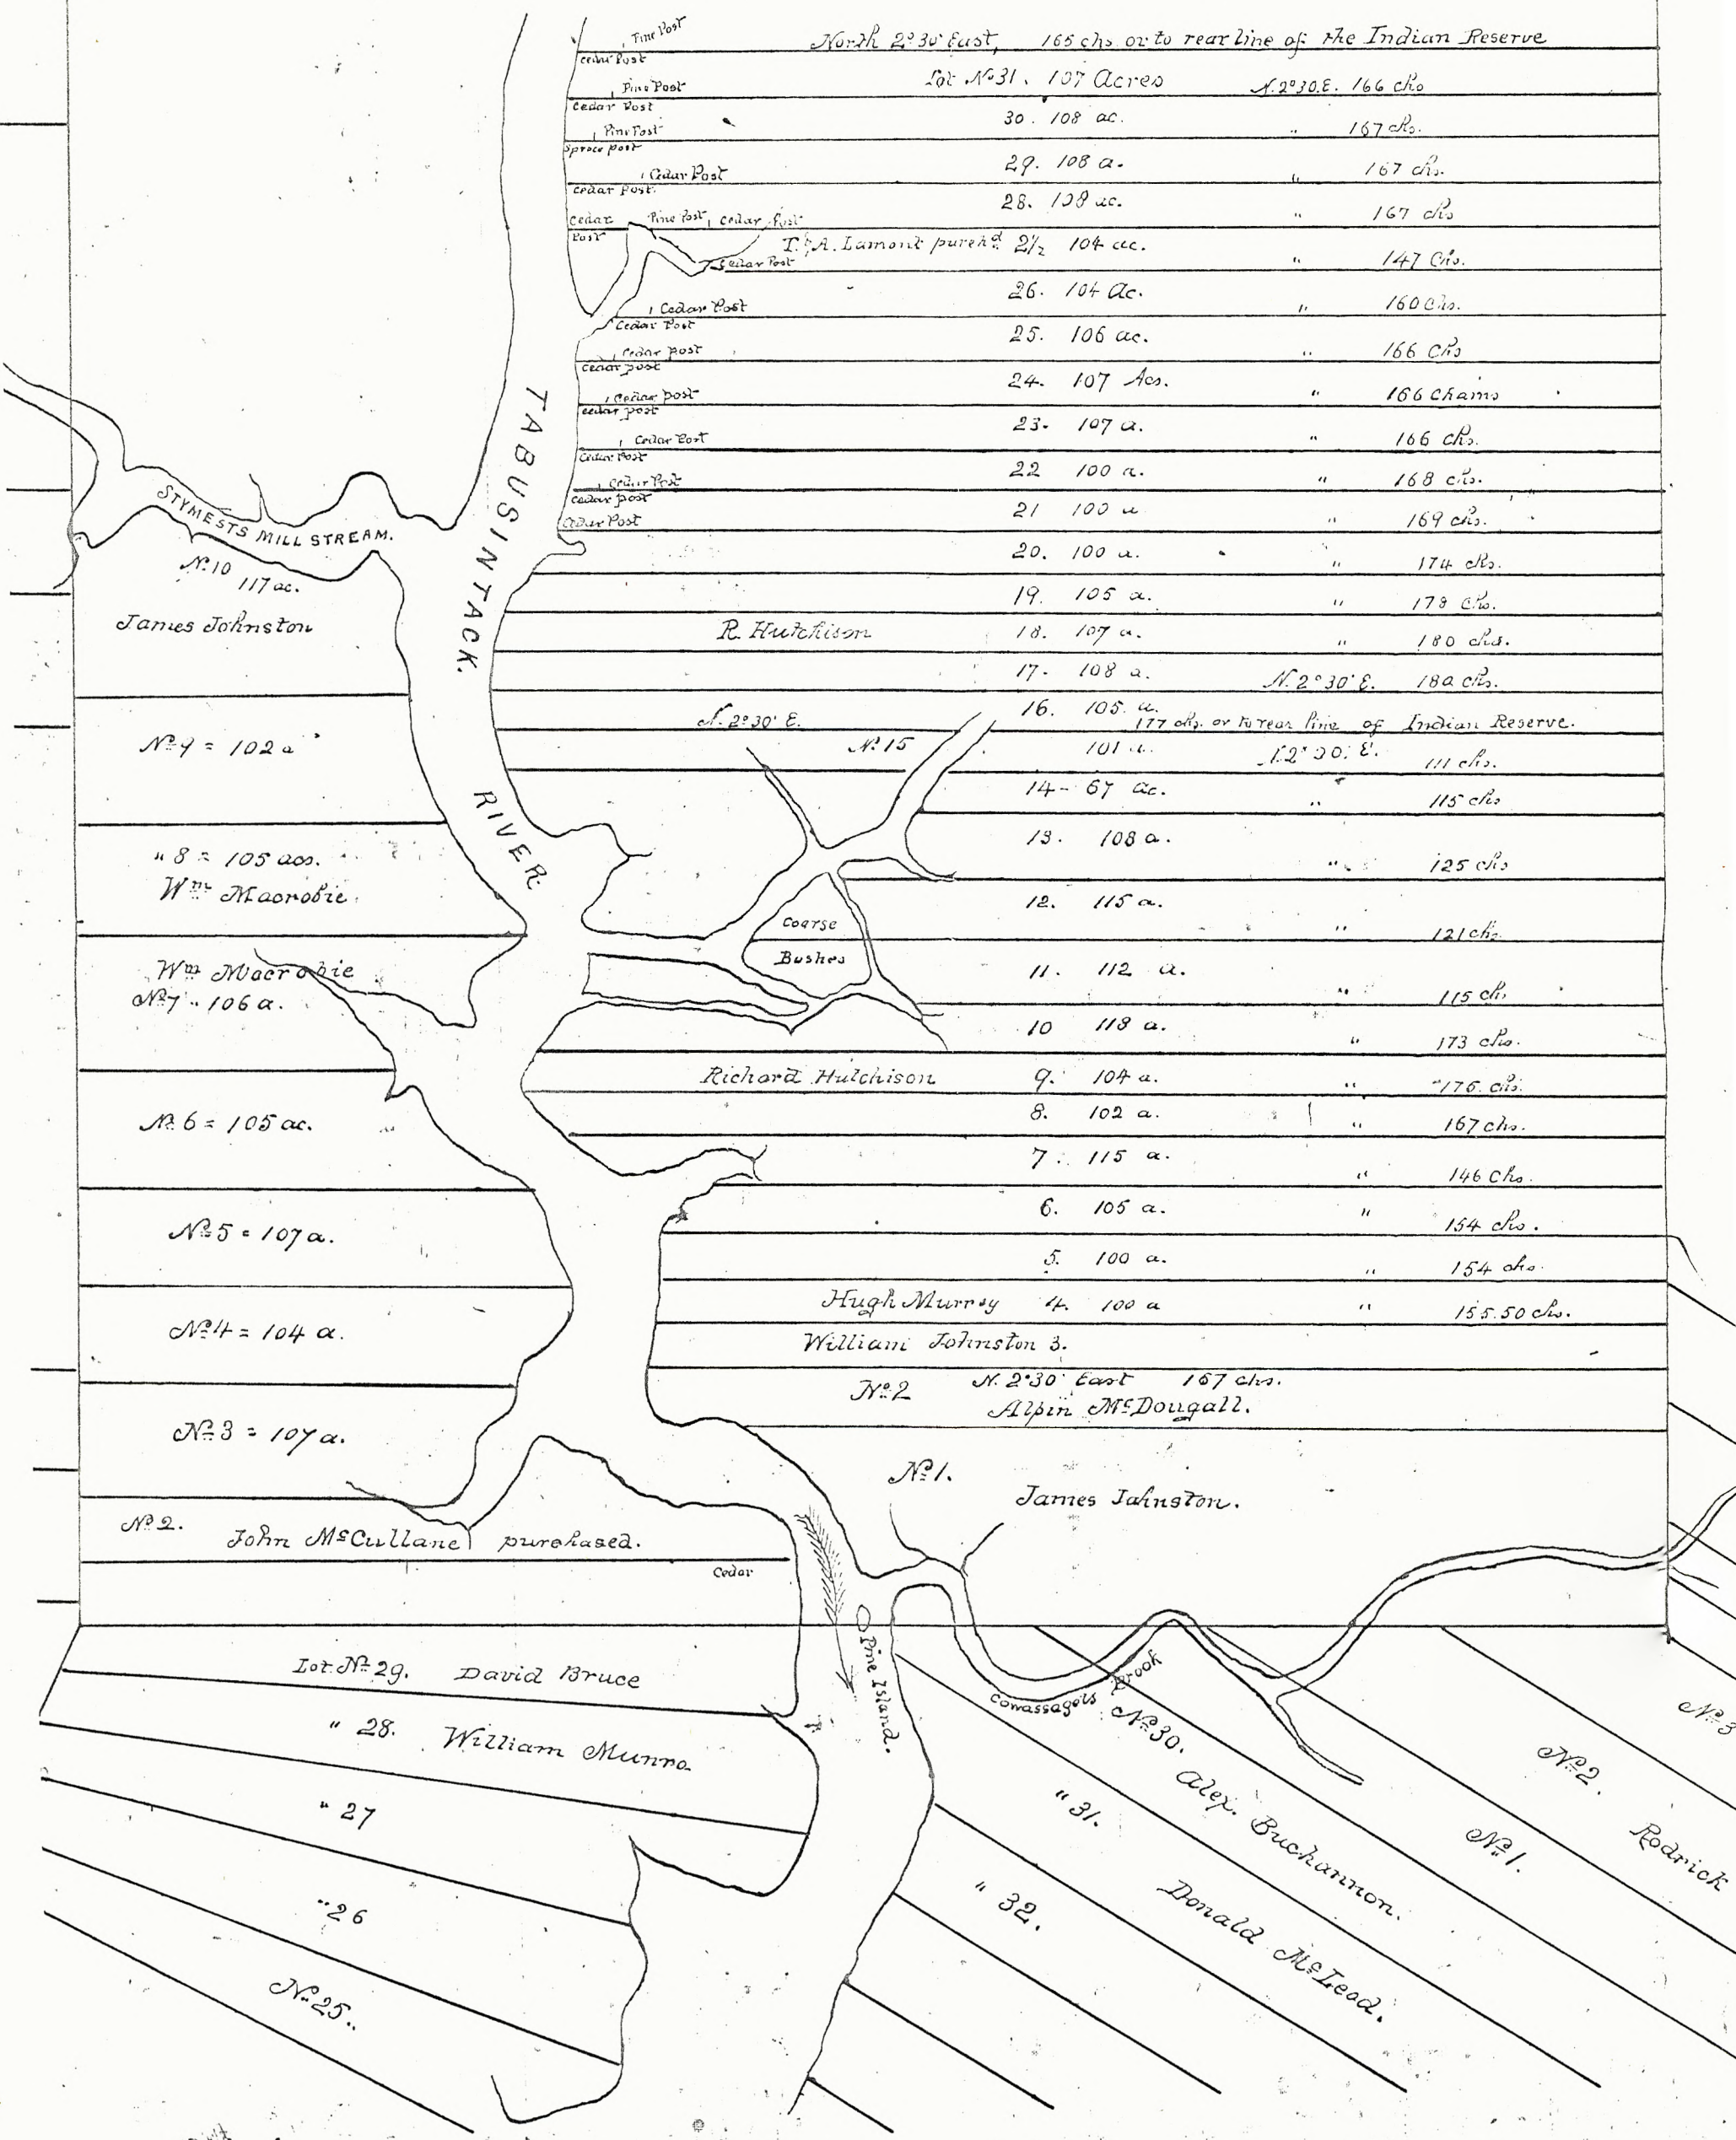 Pine Post
North 2°30' East, 165 chs or to rear line of the Indian Reserve
Cedar Post
Lot No 31. 107 Acres N.2°30.E. 166 chs
Pine Post
Cedar Post
30. 108 ac. " 167 chs.
Pine Post
Spruce post
29. 108 a. " 167 chs.
Cedar Post
Cedar Post.
28. 108 ac. " 167 chs
Cedar Post
Pine Post, Cedar Post
A. Lamont purchd 104 ac. " 147 Chs.
Cedar Post
26. 104 Ac. " 160 Chs.
Cedar Post
Cedar Post
25. 106 ac. " 166 Chs
Cedar post
Cedar post
24. 107 Acs. " 166 Chains
Cedar post
Cedar post
23. 107 a. " 166 chs.
Cedar Post
Cedar Post
22 100 a. " 168 chs.
Cedar Post
Cedar post
21 100 a " 169 chs.
Cedar Post
20. 100 a. " 174 chs.
19. 105 a. " 178 Chs.
R. Hutchison 18. 107 a. " 180 chs.
17. 108 a. N. 2°30' E. 180 chs.
16. 105 a.
N. 2°30' E. 177 chs. or to rear line of Indian Reserve.
No. 15 101 a. N.2°30' E. 111 chs.
14 - 67 ac. " 115 chs
13. 108 a. " 125 chs
12. 115 a. " 121 chs
11. 112 a. " 115 ch.
10 118 a. " 173 chs.
Richard Hutchison 9. 104 a. " 176. chs.
8. 102 a. " 167 chs.
7. 115 a. " 146 Chs.
6. 105 a. " 154 chs.
5. 100 a. " 154 chs.
Hugh Murray 4. 100 a " 155.50 chs.
William Johnston 3.
No. 2 N. 2°30' East 167 chs.
Alpin McDougall.
No. 1.
James Johnston.
TABUSINTACK.
RIVER
STYMESTS MILL STREAM.
No. 10
117 ac.
James Johnston
No. 9 = 102 a
" 8 = 105 acs.
Wm. Macrobie.
Wm Macrobie
No. 7 " 106 a.
No. 6 = 105 ac.
No. 5 = 107 a.
No. 4 = 104 a.
No. 3 = 107 a.
No. 2. John McCullane purchased.
Cedar
Coarse
Bushes
Pine Island.
Cowassagets Brook
Lot No. 29. David Bruce
" 28. William Munro
" 27
" 26
No. 25.
No. 30. Alex. Buchannon.
" 31. Donald McLeod.
" 32.
No. 1.
No. 2. Rodrick
No. 3